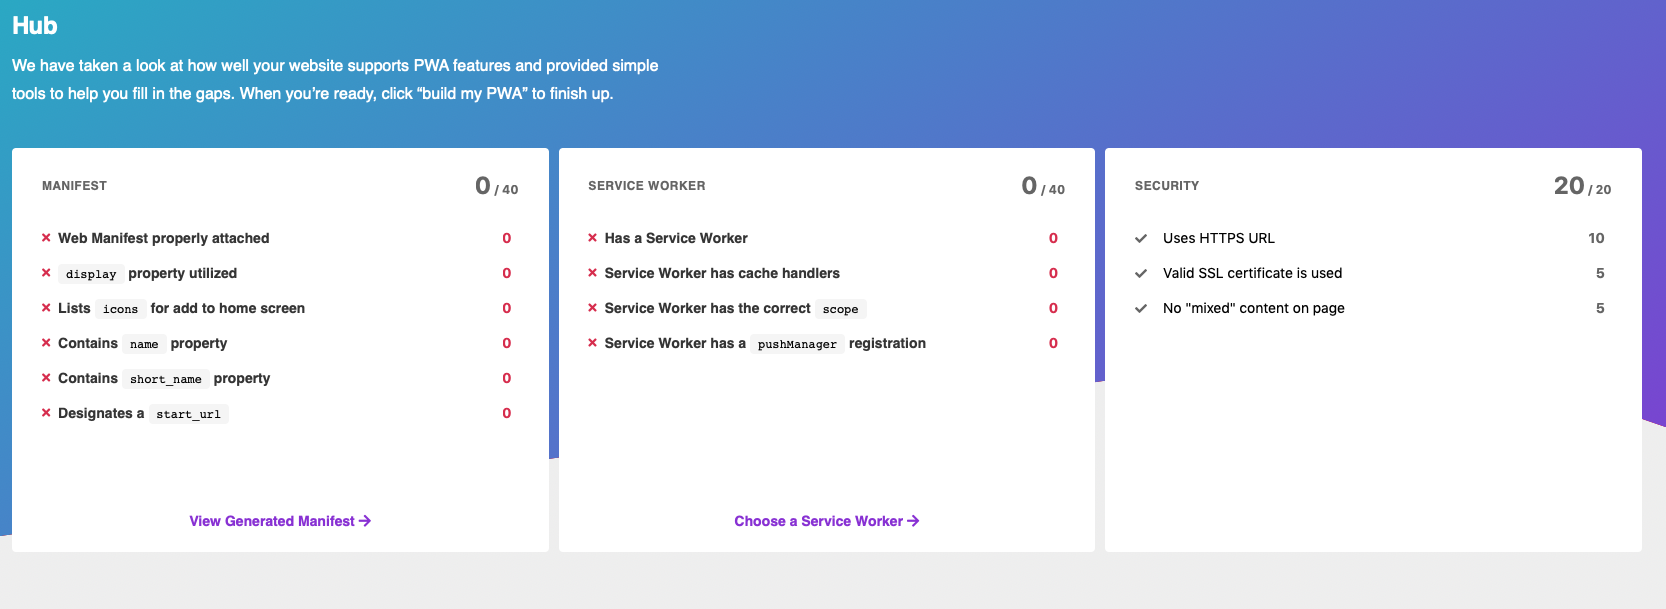 Hub
We have taken a look at how well your website supports PWA features and provided simple
tools to help you fill in the gaps. When you’re ready, click “build my PWA” to finish up.
MANIFEST 0 / 40
Web Manifest properly attached 0
display property utilized 0
Lists icons for add to home screen 0
Contains name property 0
Contains short_name property 0
Designates a start_url 0
View Generated Manifest
SERVICE WORKER 0 / 40
Has a Service Worker 0
Service Worker has cache handlers 0
Service Worker has the correct scope 0
Service Worker has a pushManager registration 0
Choose a Service Worker
SECURITY 20 / 20
Uses HTTPS URL 10
Valid SSL certificate is used 5
No "mixed" content on page 5